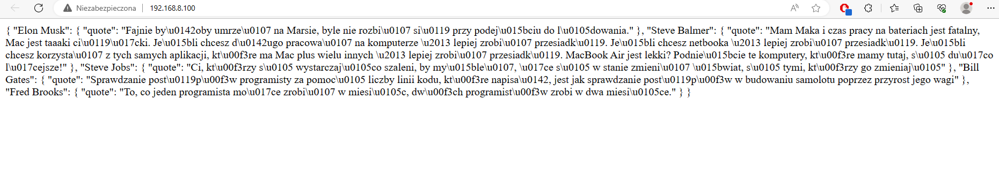 Niezabezpieczona
192.168.8.100
{ "Elon Musk": { "quote": "Fajnie by\u0142oby umrze\u0107 na Marsie, byle nie rozbi\u0107 si\u0119 przy podej\u015bciu do l\u0105dowania." }, "Steve Balmer": { "quote": "Mam Maka i czas pracy na bateriach jest fatalny,
Mac jest taaaki ci\u0119\u017cki. Je\u015bli chcesz d\u0142ugo pracowa\u0107 na komputerze \u2013 lepiej zrobi\u0107 przesiadk\u0119. Je\u015bli chcesz netbooka \u2013 lepiej zrobi\u0107 przesiadk\u0119. Je\u015bli
chcesz korzysta\u0107 z tych samych aplikacji, kt\u00f3re ma Mac plus wielu innych \u2013 lepiej zrobi\u0107 przesiadk\u0119. MacBook Air jest lekki? Podnie\u015bcie te komputery, kt\u00f3re mamy tutaj, s\u0105 du\u017co
l\u017cejsze!" }, "Steve Jobs": { "quote": "Ci, kt\u00f3rzy s\u0105 wystarczaj\u0105co szaleni, by my\u015ble\u0107, \u017ce s\u0105 w stanie zmieni\u0107 \u015bwiat, s\u0105 tymi, kt\u00f3rzy go zmieniaj\u0105" }, "Bill
Gates": { "quote": "Sprawdzanie post\u0119p\u00f3w programisty za pomoc\u0105 liczby linii kodu, kt\u00f3re napisa\u0142, jest jak sprawdzanie post\u0119p\u00f3w w budowaniu samolotu poprzez przyrost jego wagi" },
"Fred Brooks": { "quote": "To, co jeden programista mo\u017ce zrobi\u0107 w miesi\u0105c, dw\u00f3ch programist\u00f3w zrobi w dwa miesi\u0105ce." } }